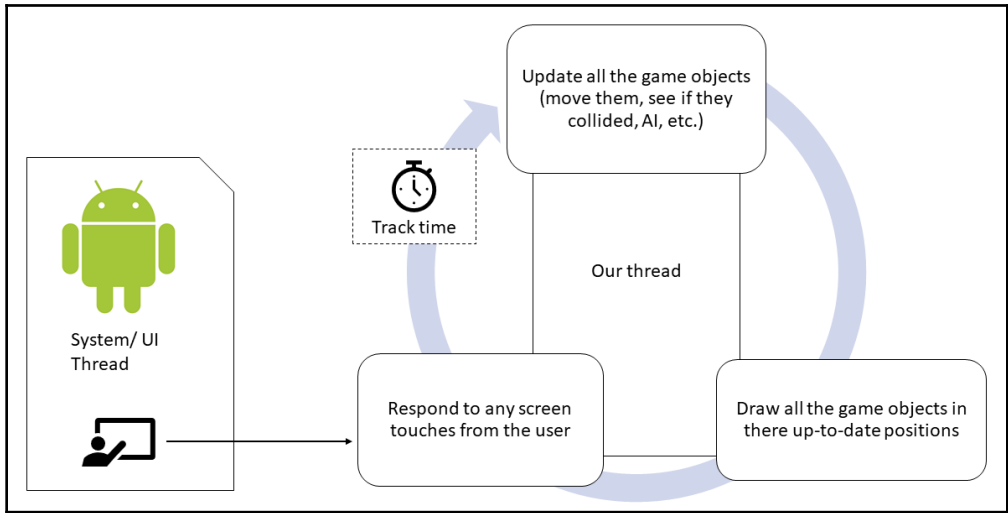 Update all the game objects
(move them, see if they
collided, AI, etc.)
Track time
Our thread
System/ UI
Thread
Respond to any screen
touches from the user
Draw all the game objects in
there up-to-date positions